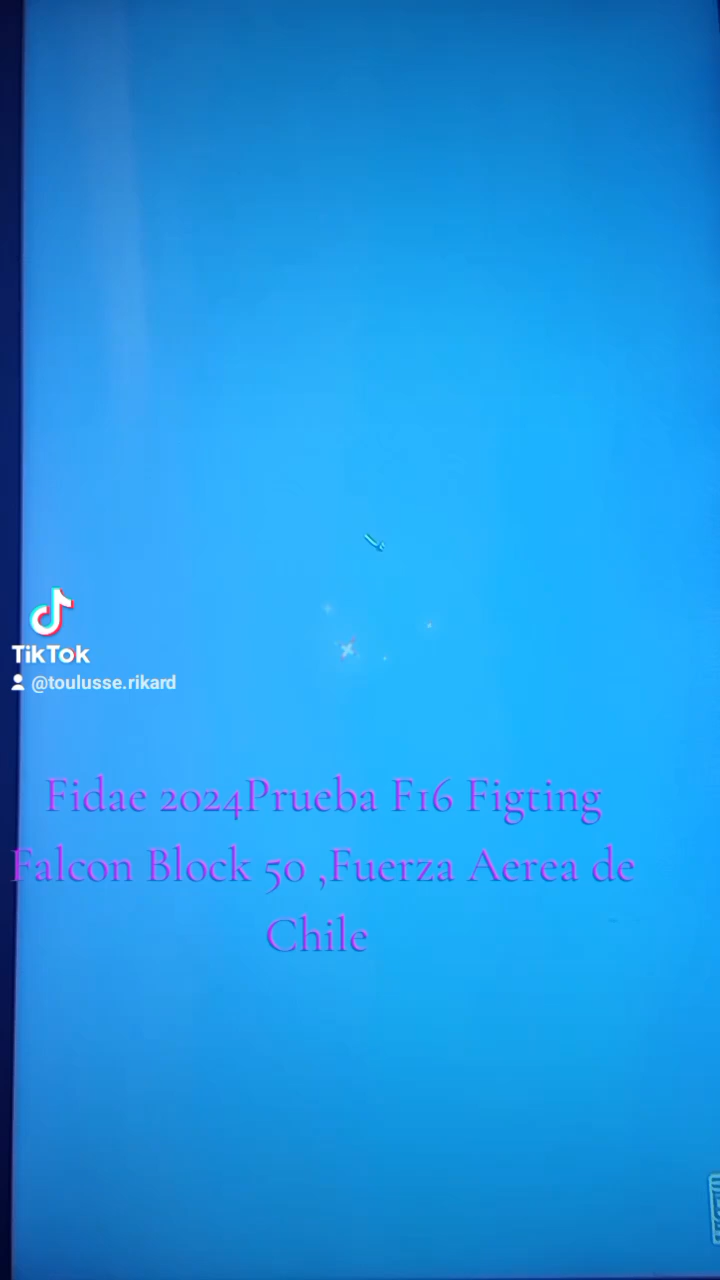 TikTok
@toulusse.rikard
Fidae 2024Prueba F16 Figting
Falcon Block 50 ,Fuerza Aerea de
Chile